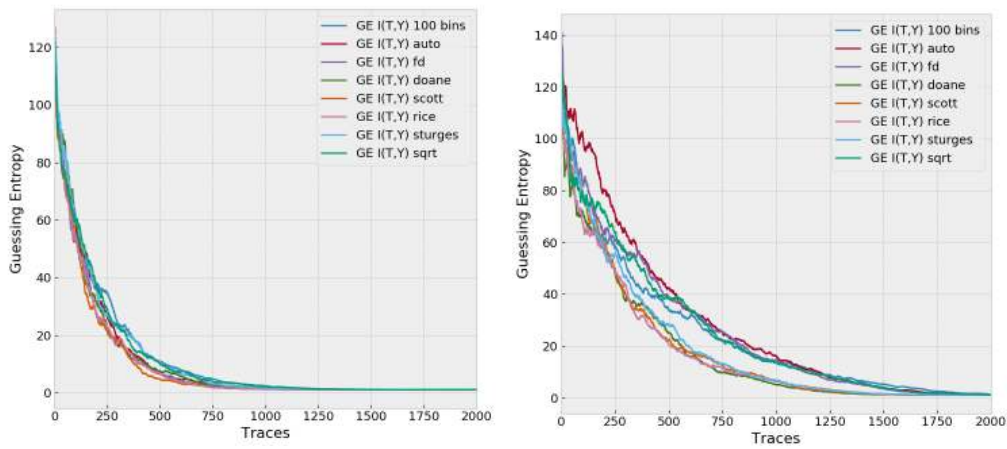 GE I(T,Y) 100 bins
GE I(T,Y) auto
GE I(T,Y) fd
GE I(T,Y) doane
GE I(T,Y) scott
GE I(T,Y) rice
GE I(T,Y) sturges
GE I(T,Y) sqrt
120
100
80
60
40
20
0
Guessing Entropy
0
250
500
750
1000
1250
1500
1750
2000
Traces
GE I(T,Y) 100 bins
GE I(T,Y) auto
GE I(T,Y) fd
GE I(T,Y) doane
GE I(T,Y) scott
GE I(T,Y) rice
GE I(T,Y) sturges
GE I(T,Y) sqrt
140
120
100
80
60
40
20
0
Guessing Entropy
0
250
500
750
1000
1250
1500
1750
2000
Traces